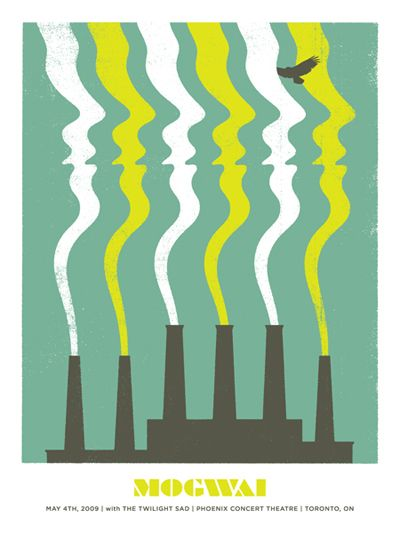 MOGWAI
MAY 4TH, 2009 | with THE TWILIGHT SAD | PHOENIX CONCERT THEATRE | TORONTO, ON